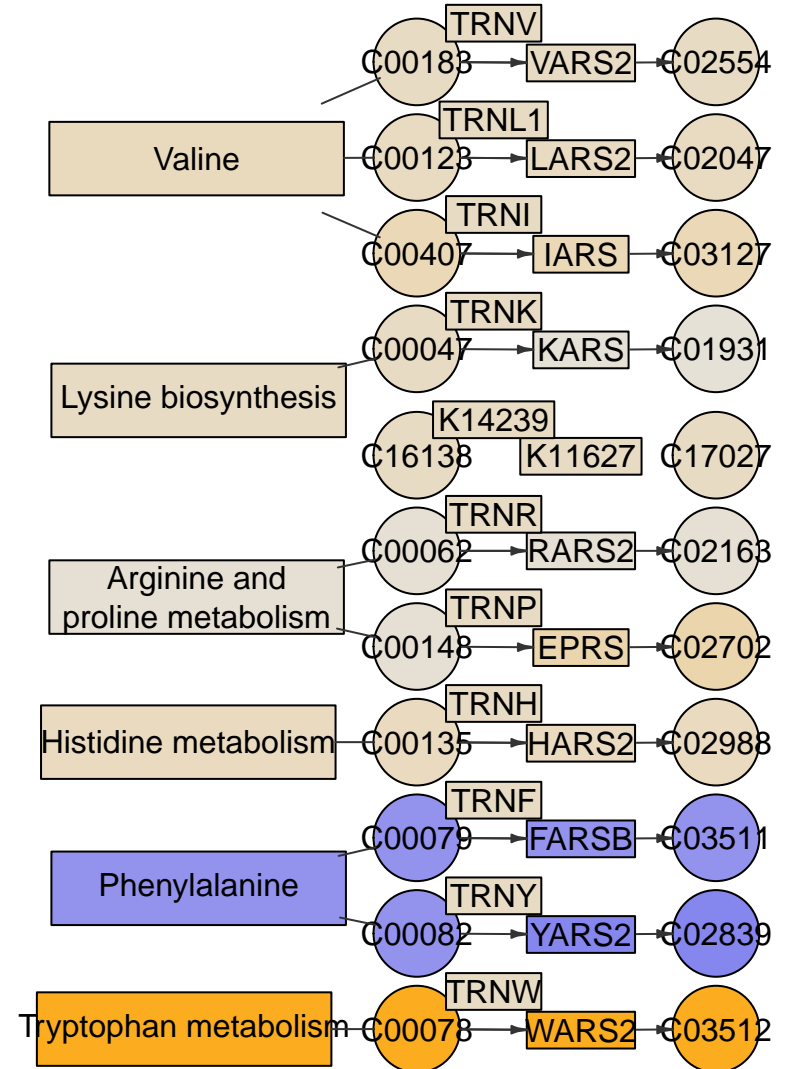 TRNV
C00183
VARS2
C02554
TRNL1
Valine
C00123
LARS2
C02047
TRNI
C00407
IARS
C03127
TRNK
C00047
KARS
C01931
Lysine biosynthesis
K14239
C16138
K11627
C17027
TRNR
C00062
RARS2
C02163
Arginine and
proline metabolism
TRNP
C00148
EPRS
C02702
TRNH
Histidine metabolism
C00135
HARS2
C02988
TRNF
C00079
FARSB
C03511
Phenylalanine
TRNY
C00082
YARS2
C02839
TRNW
Tryptophan metabolism
C00078
WARS2
C03512